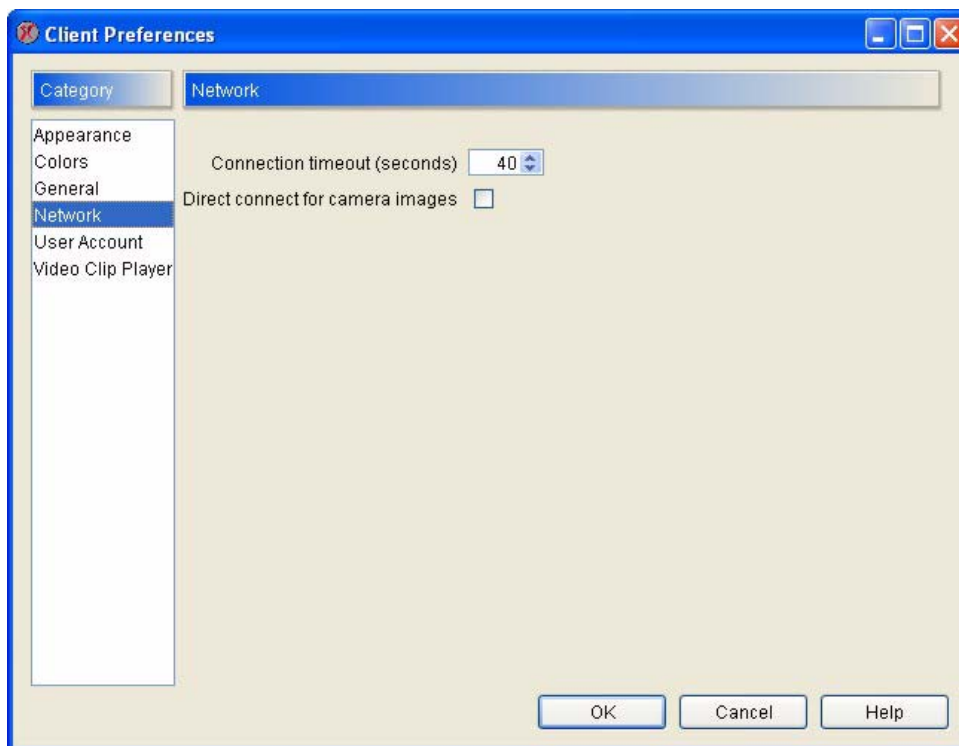 Client Preferences
Category
Network
Appearance
Colors
General
Network
User Account
Video Clip Player
Connection timeout (seconds) 40
Direct connect for camera images
OK
Cancel
Help